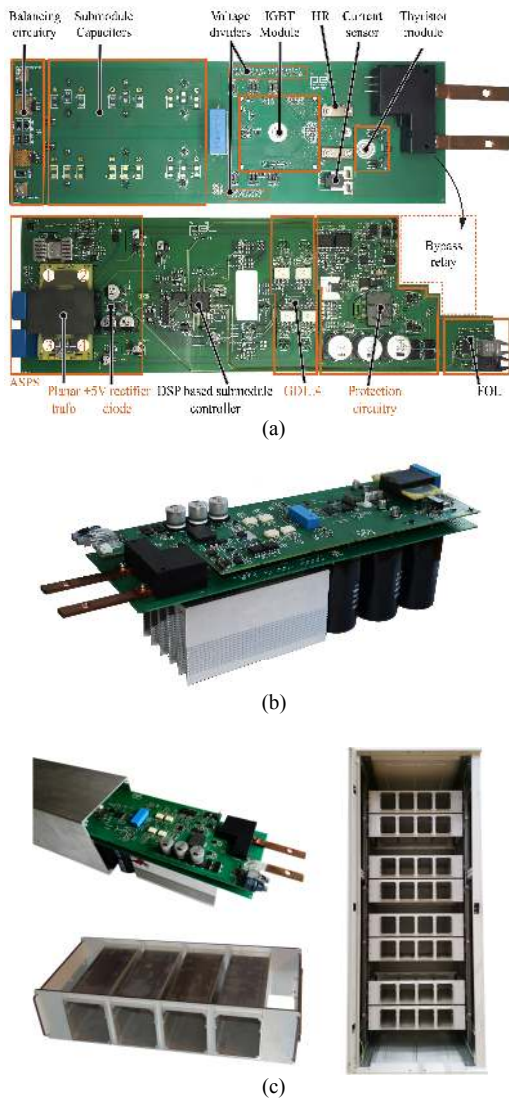 Balancing
circuitry
Submodule
Capacitors
Voltage
dividers
IGBT
Module
HR
Current
sensor
Thyristor
module
Bypass
relay
ASPS
Planar
trafo
+5V rectifier
diode
DSP based submodule
controller
Protection
circuitry
FOL
(a)
(b)
(c)